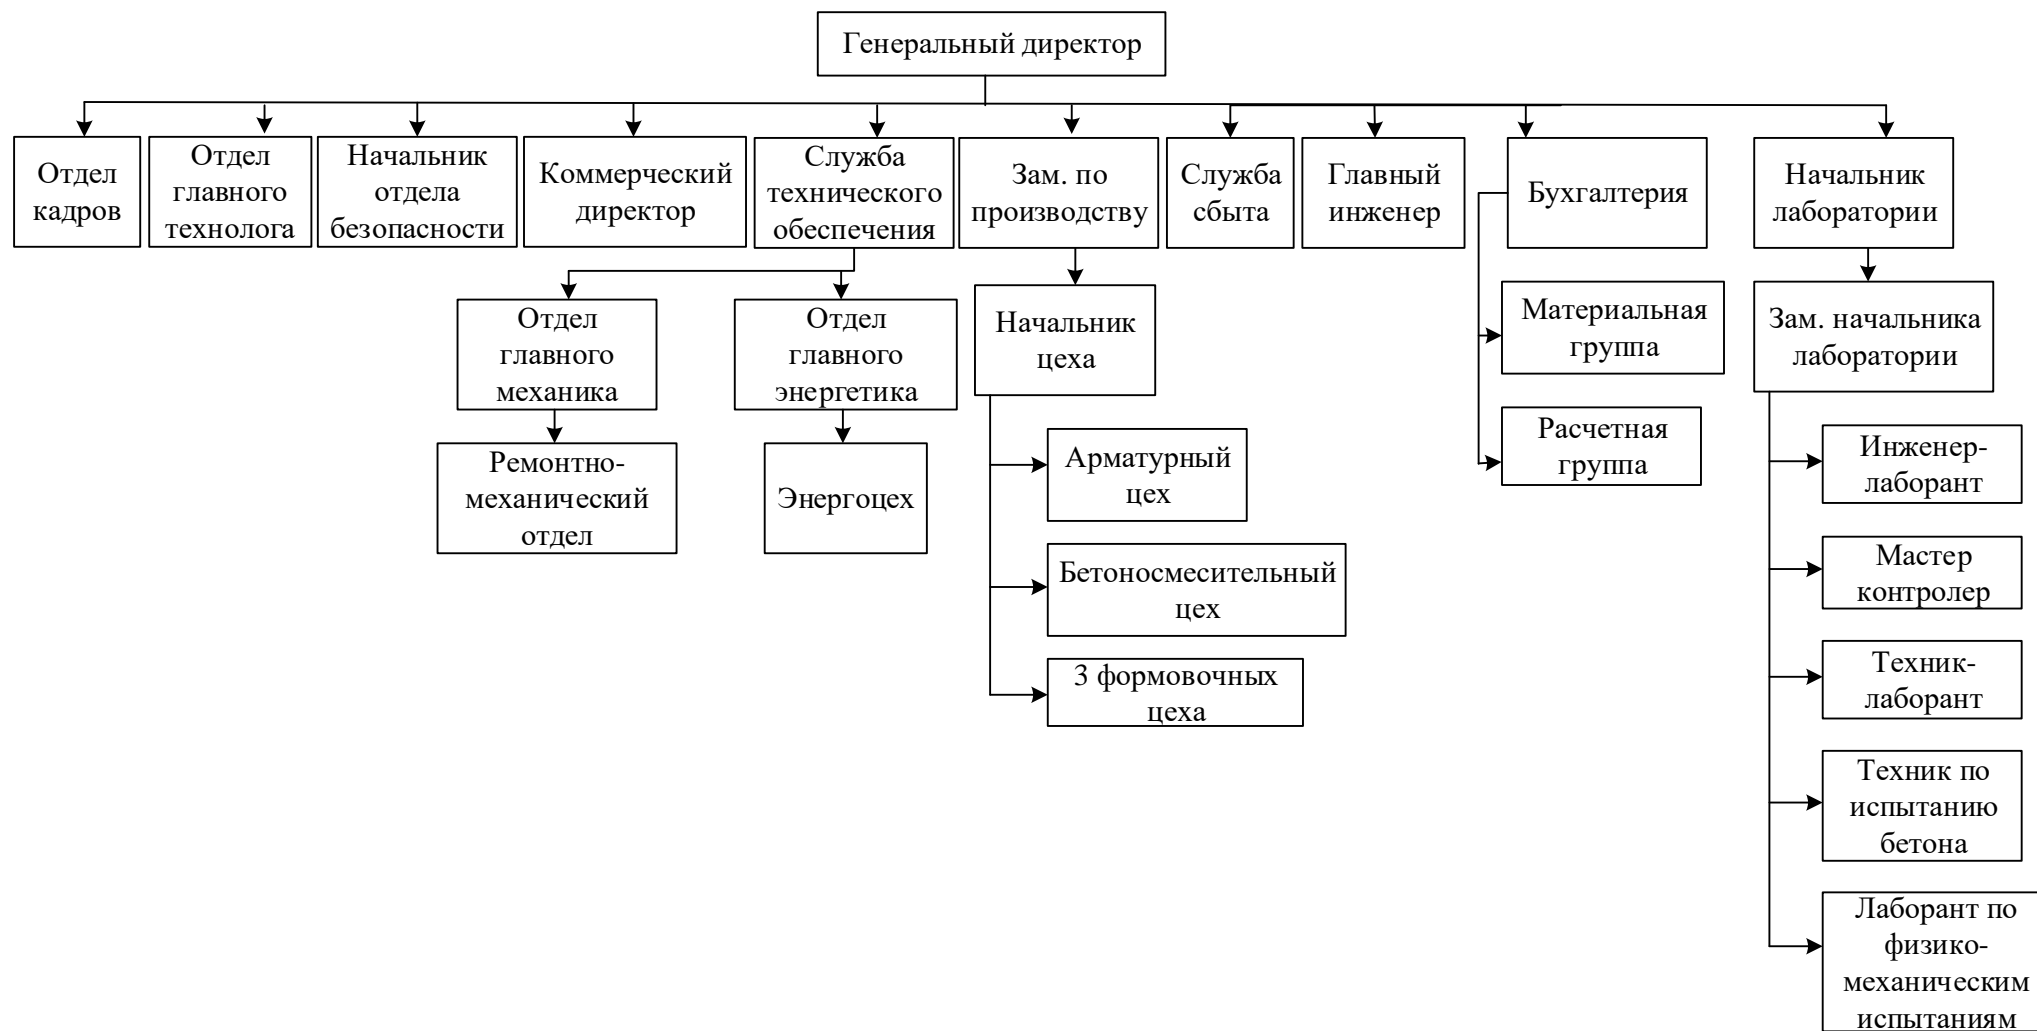 Генеральный директор
Отдел
кадров
Отдел
главного
технолога
Начальник
отдела
безопасности
Коммерческий
директор
Служба
технического
обеспечения
Зам. по
производству
Служба
сбыта
Главный
инженер
Бухгалтерия
Начальник
лаборатории
Отдел
главного
механика
Отдел
главного
энергетика
Начальник
цеха
Материальная
группа
Зам. начальника
лаборатории
Ремонтно-
механический
отдел
Энергоцех
Арматурный
цех
Расчетная
группа
Инженер-
лаборант
Бетоносмесительный
цех
Мастер
контролер
3 формовочных
цеха
Техник-
лаборант
Техник по
испытанию
бетона
Лаборант по
физико-
механическим
испытаниям